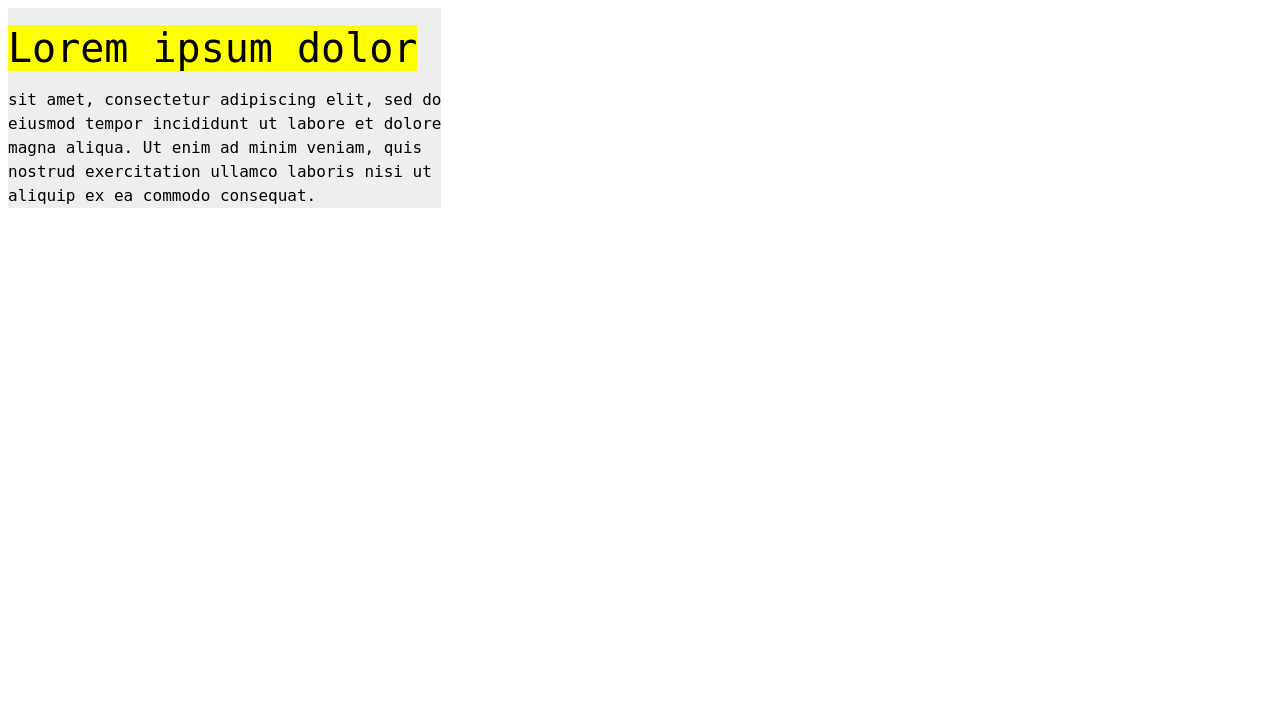 Lorem ipsum dolor
sit amet, consectetur adipiscing elit, sed do
eiusmod tempor incididunt ut labore et dolore
magna aliqua. Ut enim ad minim veniam, quis
nostrud exercitation ullamco laboris nisi ut
aliquip ex ea commodo consequat.